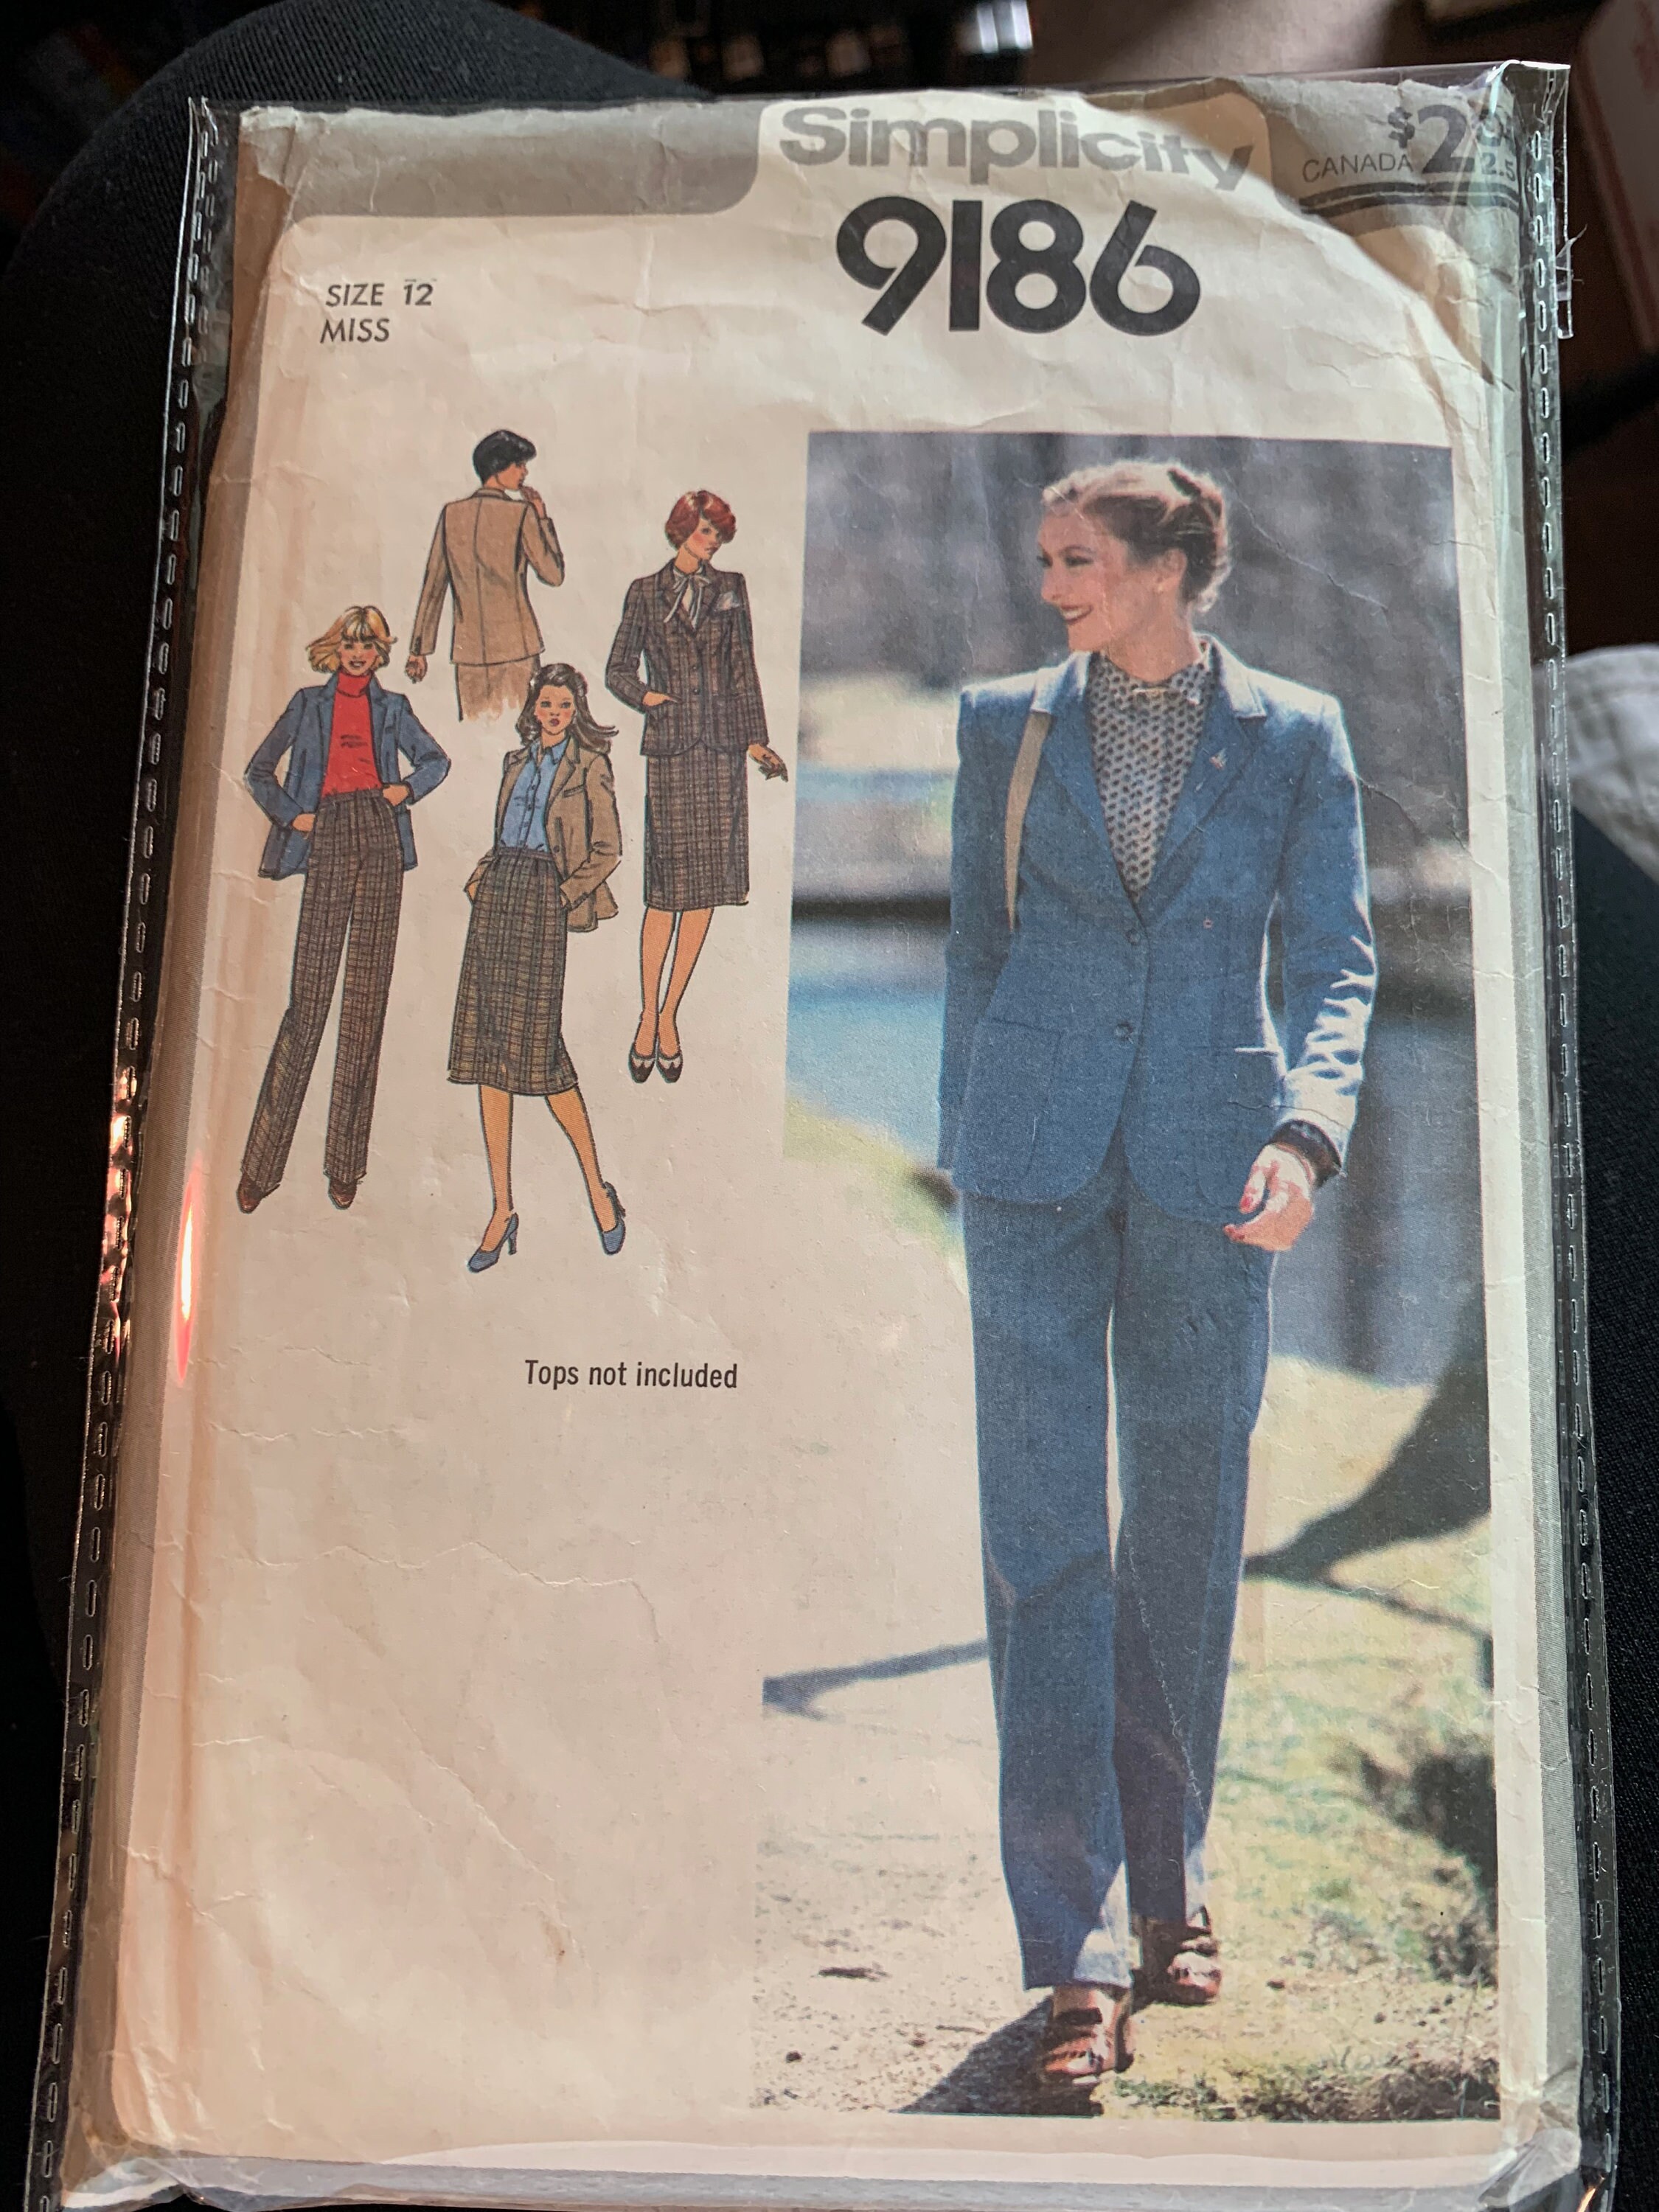 Simplicity
CANADA
9186
SIZE 12
MISS
Tops not included